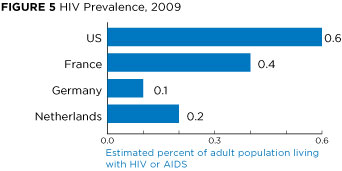 FIGURE 5 HIV Prevalence, 2009
US 0.6
France 0.4
Germany 0.1
Netherlands 0.2
0.0 0.3 0.6
Estimated percent of adult population living
with HIV or AIDS